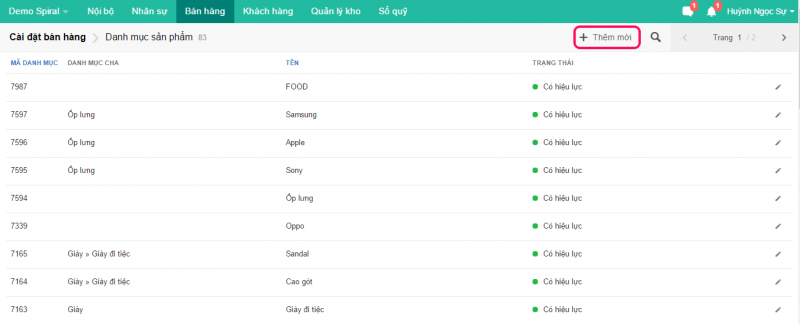 Demo Spiral Nội bộ Nhân sự Bán hàng Khách hàng Quản lý kho Sổ quỹ 1 1 Huỳnh Ngọc Sự
Cài đặt bán hàng Danh mục sản phẩm 83 + Thêm mới Trang 1 / 2
MÃ DANH MỤC DANH MỤC CHA TÊN TRẠNG THÁI
7987 FOOD Có hiệu lực
7597 Ốp lưng Samsung Có hiệu lực
7596 Ốp lưng Apple Có hiệu lực
7595 Ốp lưng Sony Có hiệu lực
7594 Ốp lưng Có hiệu lực
7339 Oppo Có hiệu lực
7165 Giày » Giày đi tiệc Sandal Có hiệu lực
7164 Giày » Giày đi tiệc Cao gót Có hiệu lực
7163 Giày Giày đi tiệc Có hiệu lực